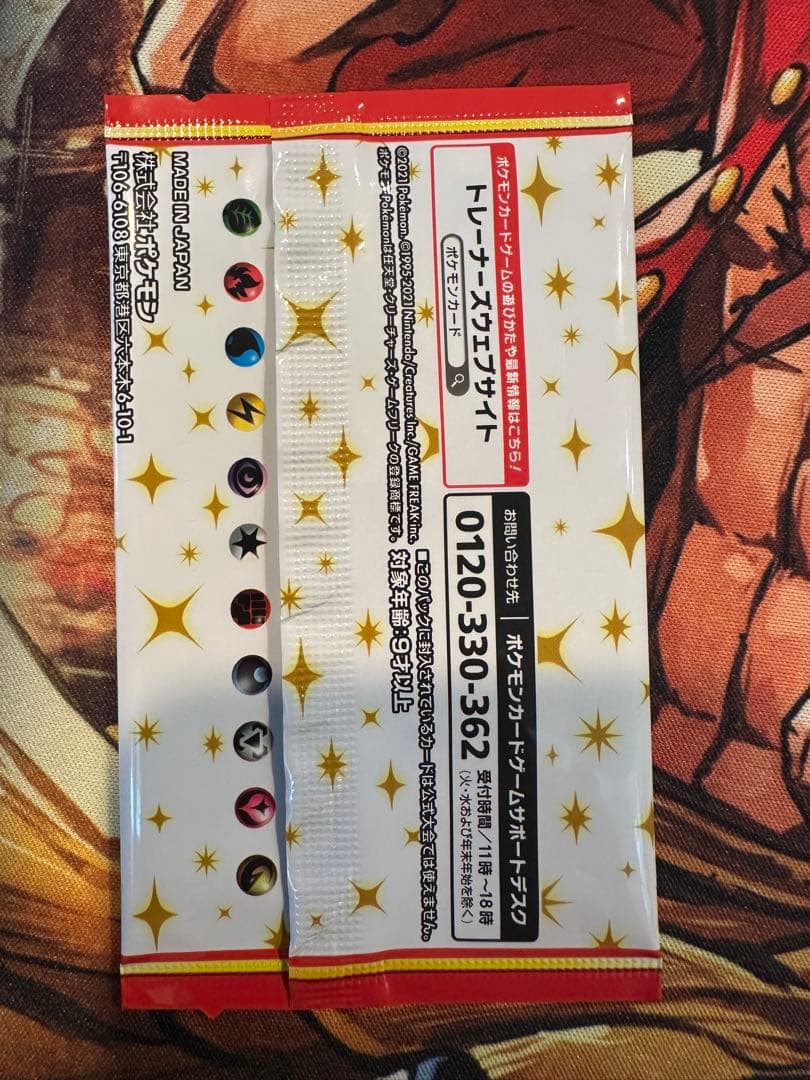 ポケモンカードゲームの遊びかたや最新情報はこちら！
トレーナーズウェブサイト
ポケモンカード
お問い合わせ先 ポケモンカードゲームサポートデスク
0120-330-362 受付時間／11時～18時
（火・水および年末年始を除く）
■このパックに封入されているカードは公式大会では使えません。
対象年齢：9才以上
©2021 Pokémon. ©1995-2021 Nintendo/Creatures Inc./GAME FREAK inc.
ポケモン・Pokémonは任天堂・クリーチャーズ・ゲームフリークの登録商標です。
MADE IN JAPAN
株式会社ポケモン
〒106-6108 東京都港区六本木6-10-1